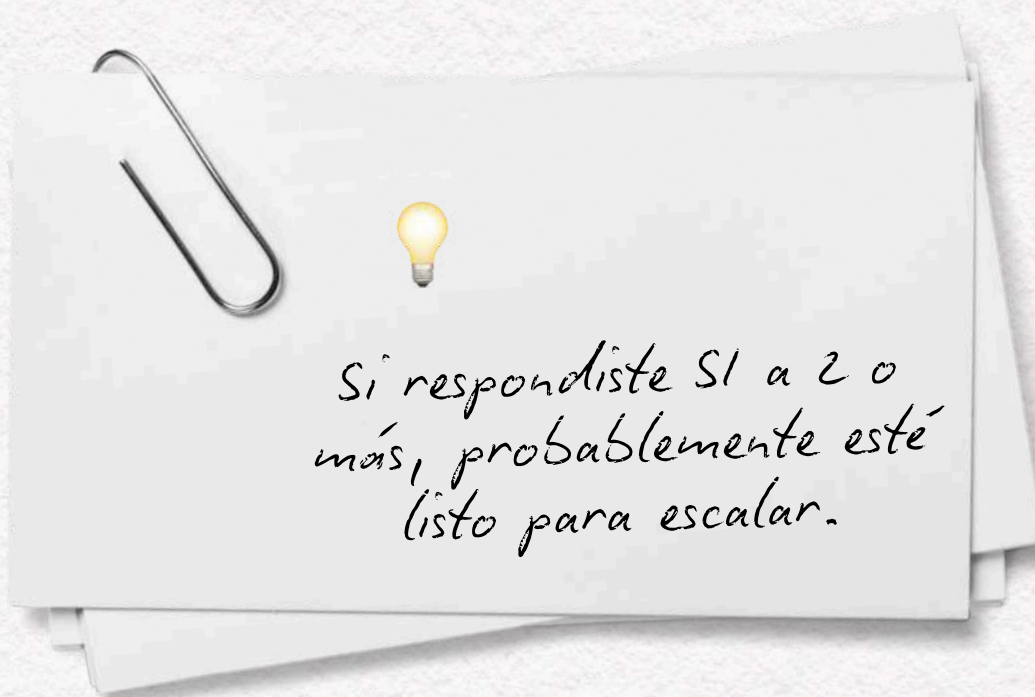 Si respondiste SI a 2 o
más, probablemente esté
listo para escalar.